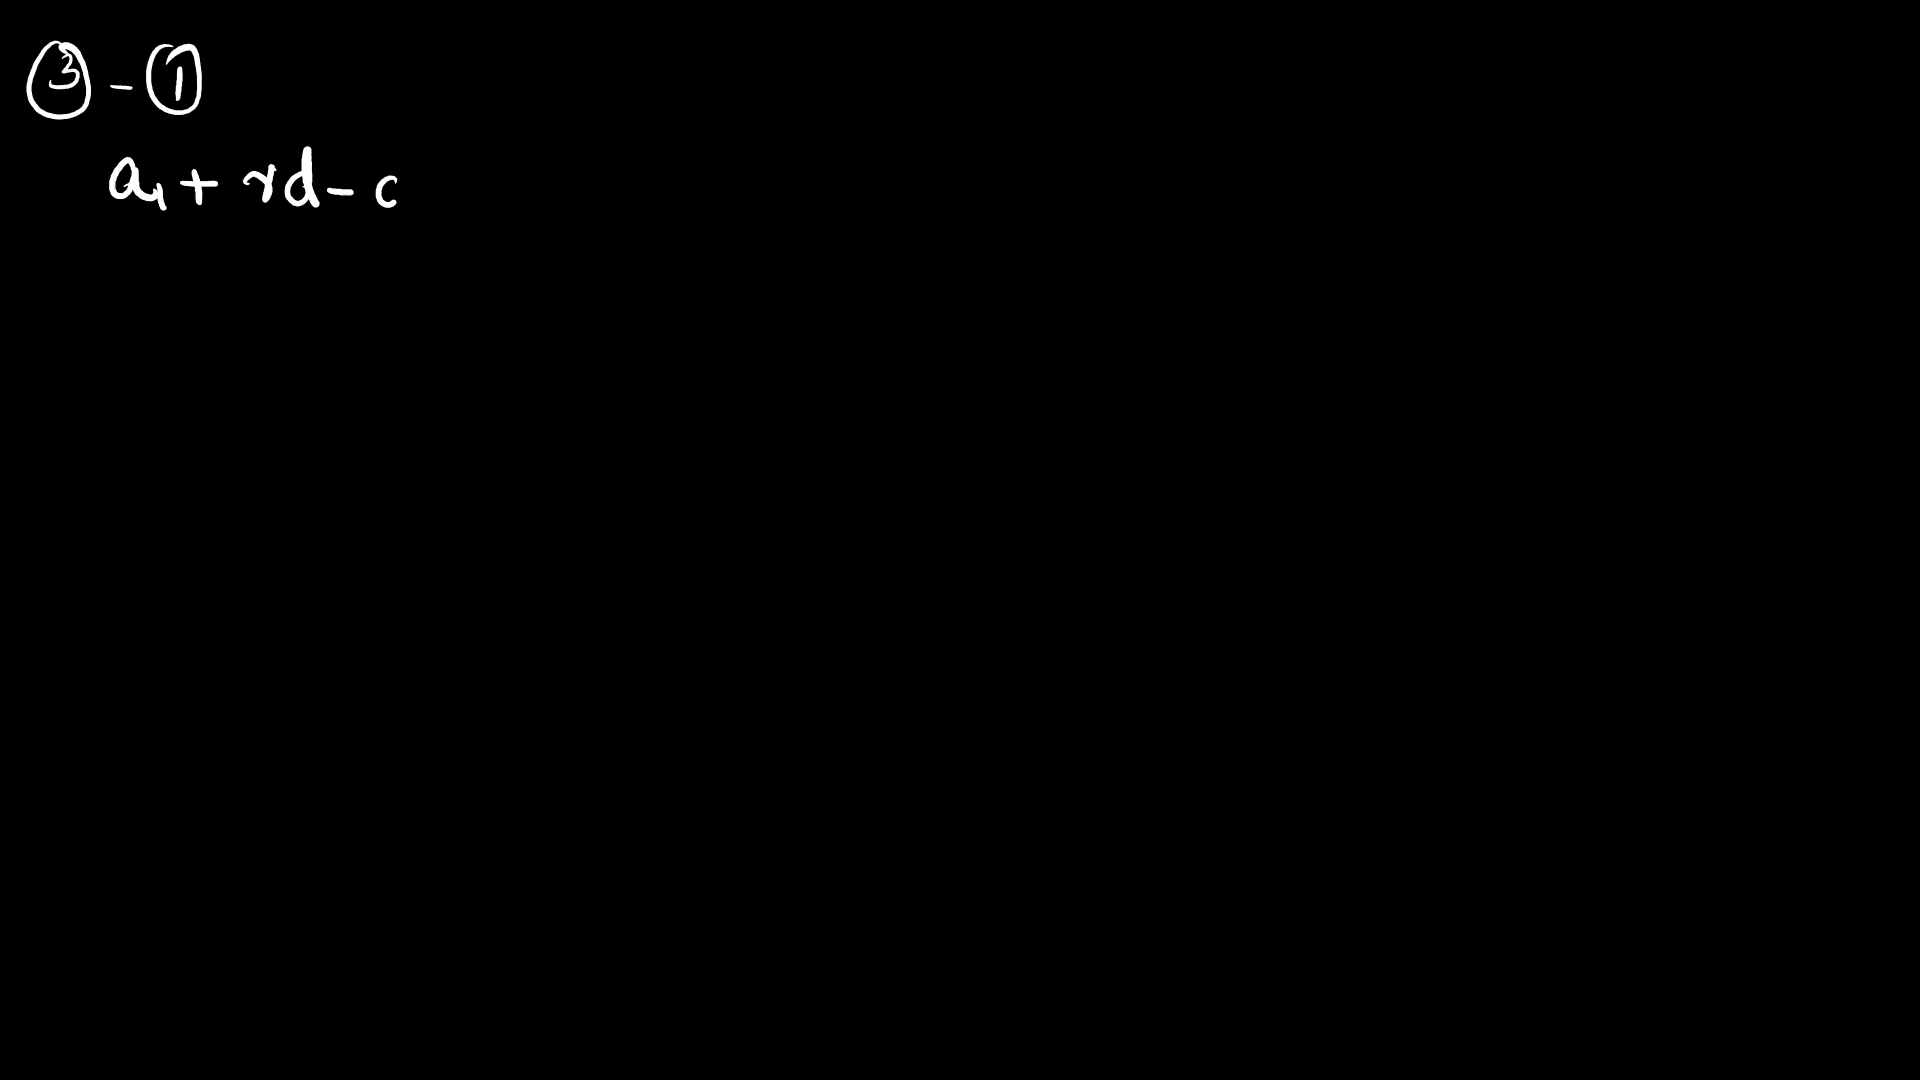 ③ - ①
a₁ + rd - c